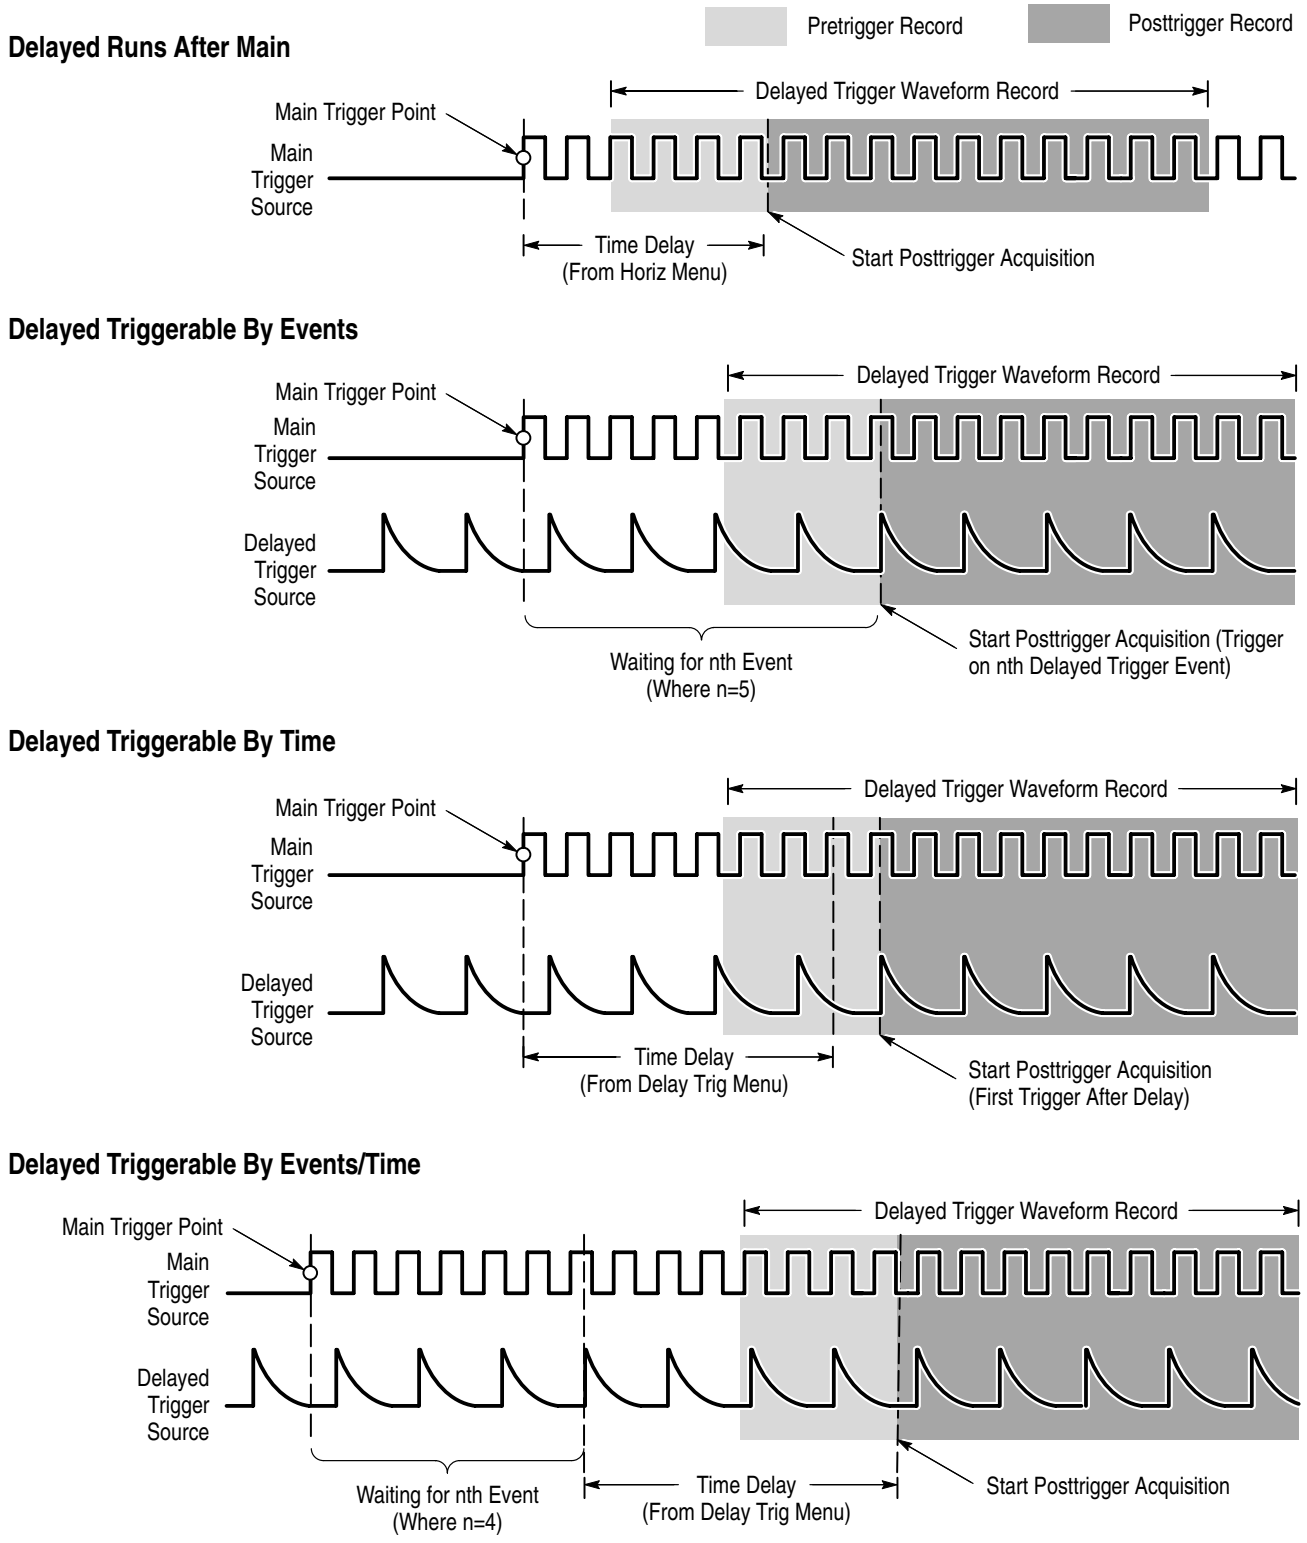 Pretrigger Record
Posttrigger Record
Delayed Runs After Main
Delayed Trigger Waveform Record
Main Trigger Point
Main
Trigger
Source
Time Delay
(From Horiz Menu)
Start Posttrigger Acquisition
Delayed Triggerable By Events
Delayed Trigger Waveform Record
Main Trigger Point
Main
Trigger
Source
Delayed
Trigger
Source
Waiting for nth Event
(Where n=5)
Start Posttrigger Acquisition (Trigger
on nth Delayed Trigger Event)
Delayed Triggerable By Time
Delayed Trigger Waveform Record
Main Trigger Point
Main
Trigger
Source
Delayed
Trigger
Source
Time Delay
(From Delay Trig Menu)
Start Posttrigger Acquisition
(First Trigger After Delay)
Delayed Triggerable By Events/Time
Delayed Trigger Waveform Record
Main Trigger Point
Main
Trigger
Source
Delayed
Trigger
Source
Waiting for nth Event
(Where n=4)
Time Delay
(From Delay Trig Menu)
Start Posttrigger Acquisition